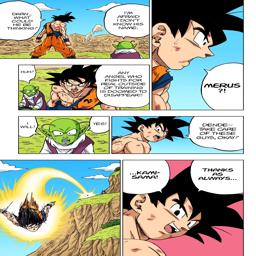 DARN,
WHAT
COULD
HE BE
THINKING?
I'M
AFRAID I
DON'T KNOW
HIS NAME.
MERUS
?!
HUH?
ANY
ANGEL WHO
FIGHTS FOR
REAL OUTSIDE
OF TRAINING
IS DOOMED TO
DISAPPEAR!!
I
WILL!
YES!
DENDE--
TAKE CARE
OF THESE
GUYS, OKAY?
THANKS
AS
ALWAYS...
...KAMI-
SAMA!